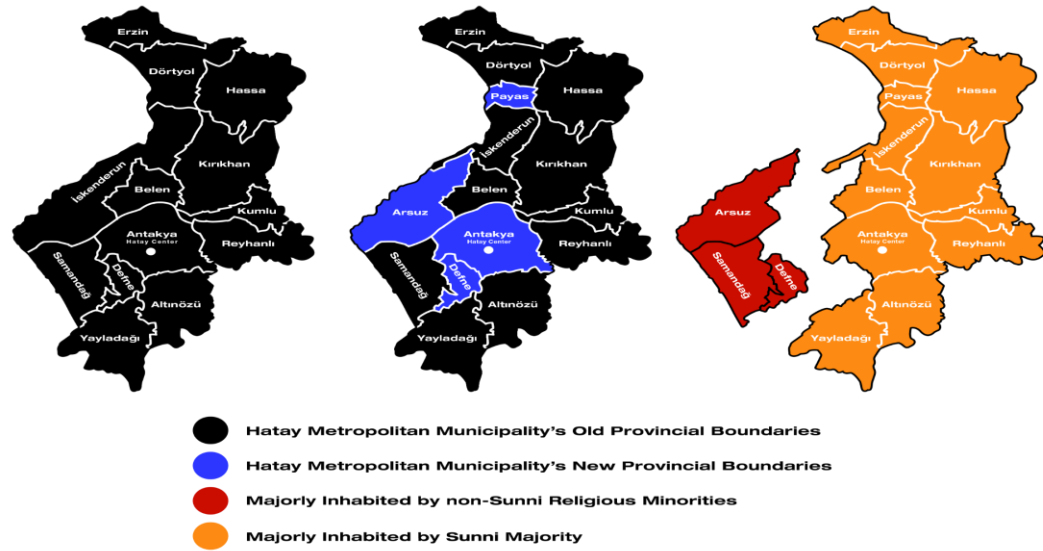 Erzin
Dörtyol
Hassa
İskenderun
Kırıkhan
Belen
Kumlu
Antakya
Hatay Center
Reyhanlı
Samandağ
Defne
Altınözü
Yayladağı
Erzin
Dörtyol
Payas
Hassa
İskenderun
Kırıkhan
Belen
Arsuz
Kumlu
Antakya
Hatay Center
Reyhanlı
Samandağ
Defne
Altınözü
Yayladağı
Arsuz
Samandağ
Defne
Erzin
Dörtyol
Payas
Hassa
İskenderun
Kırıkhan
Belen
Kumlu
Antakya
Hatay Center
Reyhanlı
Altınözü
Yayladağı
Hatay Metropolitan Municipality's Old Provincial Boundaries
Hatay Metropolitan Municipality's New Provincial Boundaries
Majorly Inhabited by non-Sunni Religious Minorities
Majorly Inhabited by Sunni Majority